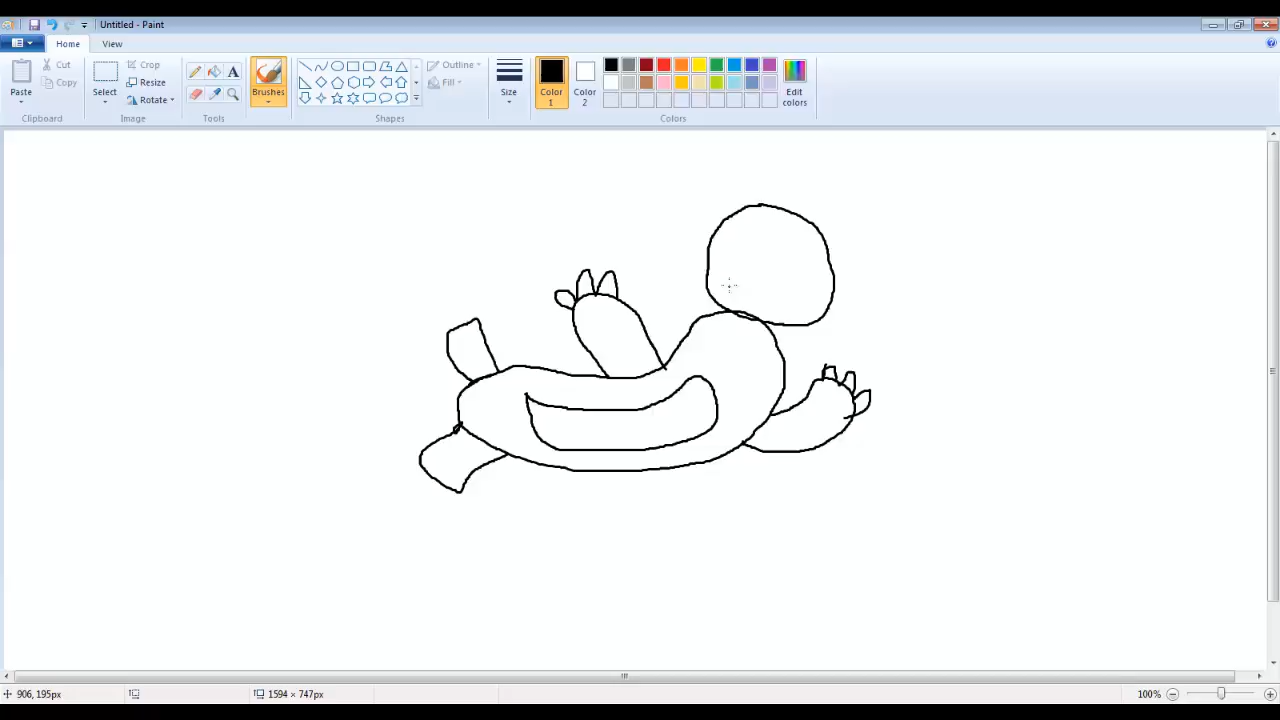 Untitled - Paint
Home View
Paste
Cut
Copy
Clipboard
Select
Crop
Resize
Rotate
Image
A
Tools
Brushes
Outline
Fill
Shapes
Size
Color 1
Color 2
Edit colors
Colors
906, 195px
1594 × 747px
100%